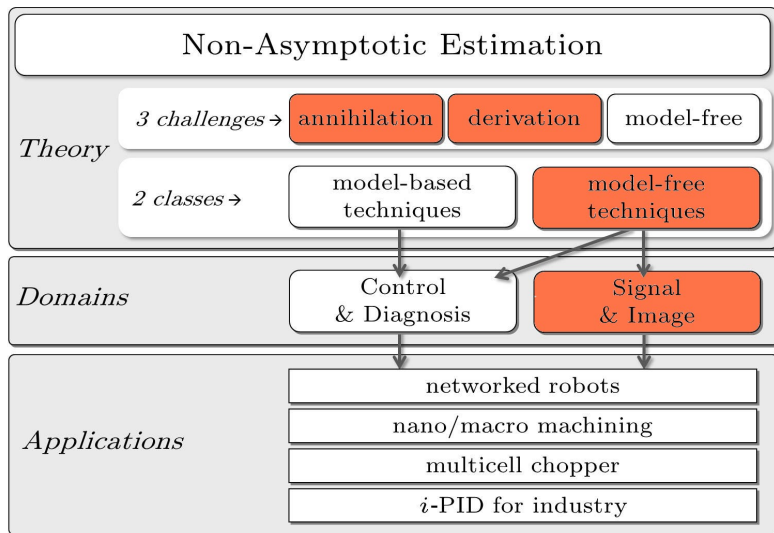 Non-Asymptotic Estimation
Theory
3 challenges →
annihilation
derivation
model-free
2 classes →
model-based
techniques
model-free
techniques
Domains
Control
& Diagnosis
Signal
& Image
Applications
networked robots
nano/macro machining
multicell chopper
i-PID for industry